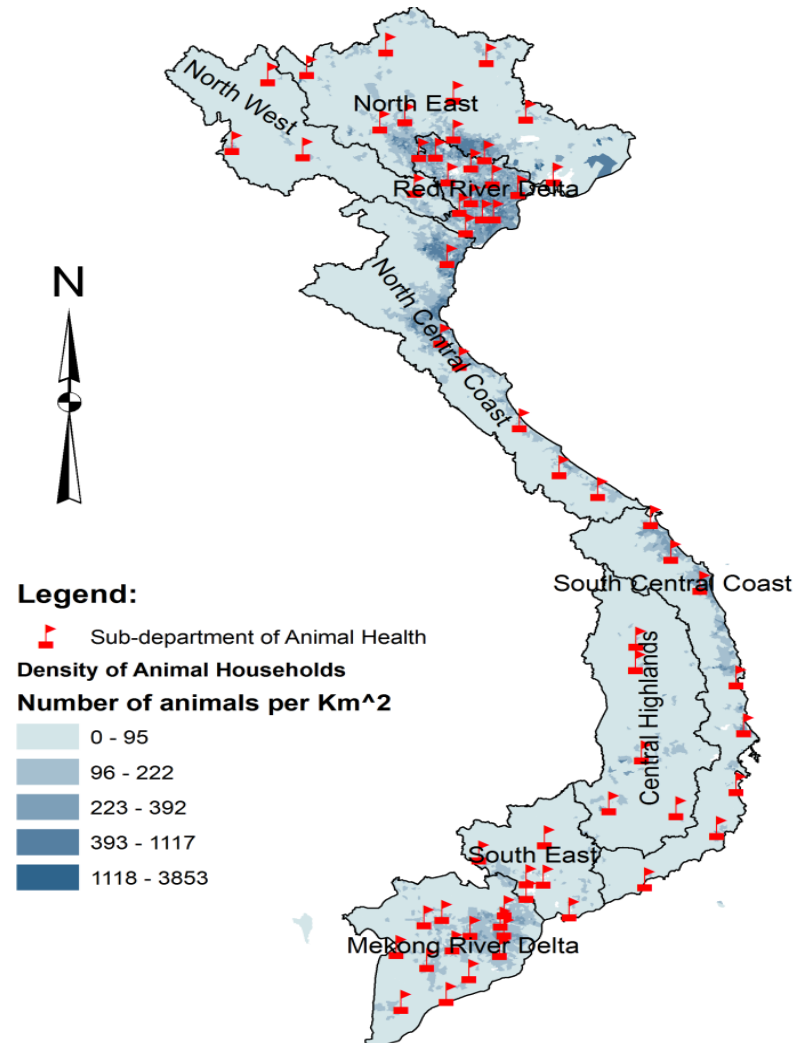 North West
North East
Red River Delta
N
North Central Coast
South Central Coast
Legend:
Sub-department of Animal Health
Density of Animal Households
Number of animals per Km^2
0 - 95
96 - 222
223 - 392
393 - 1117
1118 - 3853
Central Highlands
South East
Mekong River Delta